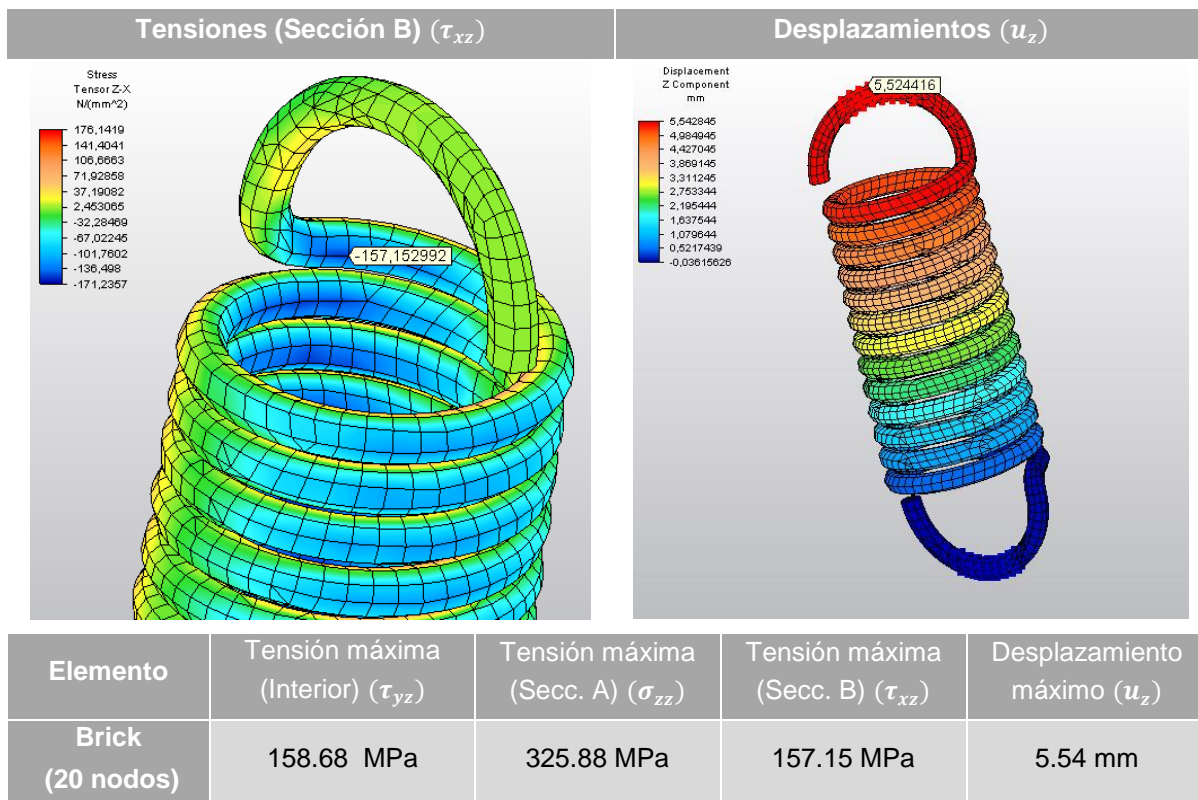 Tensiones (Sección B) (τxz)
Desplazamientos (uz)
Stress
Tensor Z-X
N/(mm^2)
176,1419
141,4041
106,6663
71,92858
37,19082
2,453065
-32,28469
-67,02245
-101,7602
-136,498
-171,2357
-157,152992
Displacement
Z Component
mm
5,542845
4,984945
4,427045
3,869145
3,311245
2,753344
2,195444
1,637544
1,079644
0,5217439
-0,03615626
5,524416
Elemento
Tensión máxima
(Interior) (τyz)
Tensión máxima
(Secc. A) (σzz)
Tensión máxima
(Secc. B) (τxz)
Desplazamiento
máximo (uz)
Brick
(20 nodos)
158.68 MPa
325.88 MPa
157.15 MPa
5.54 mm